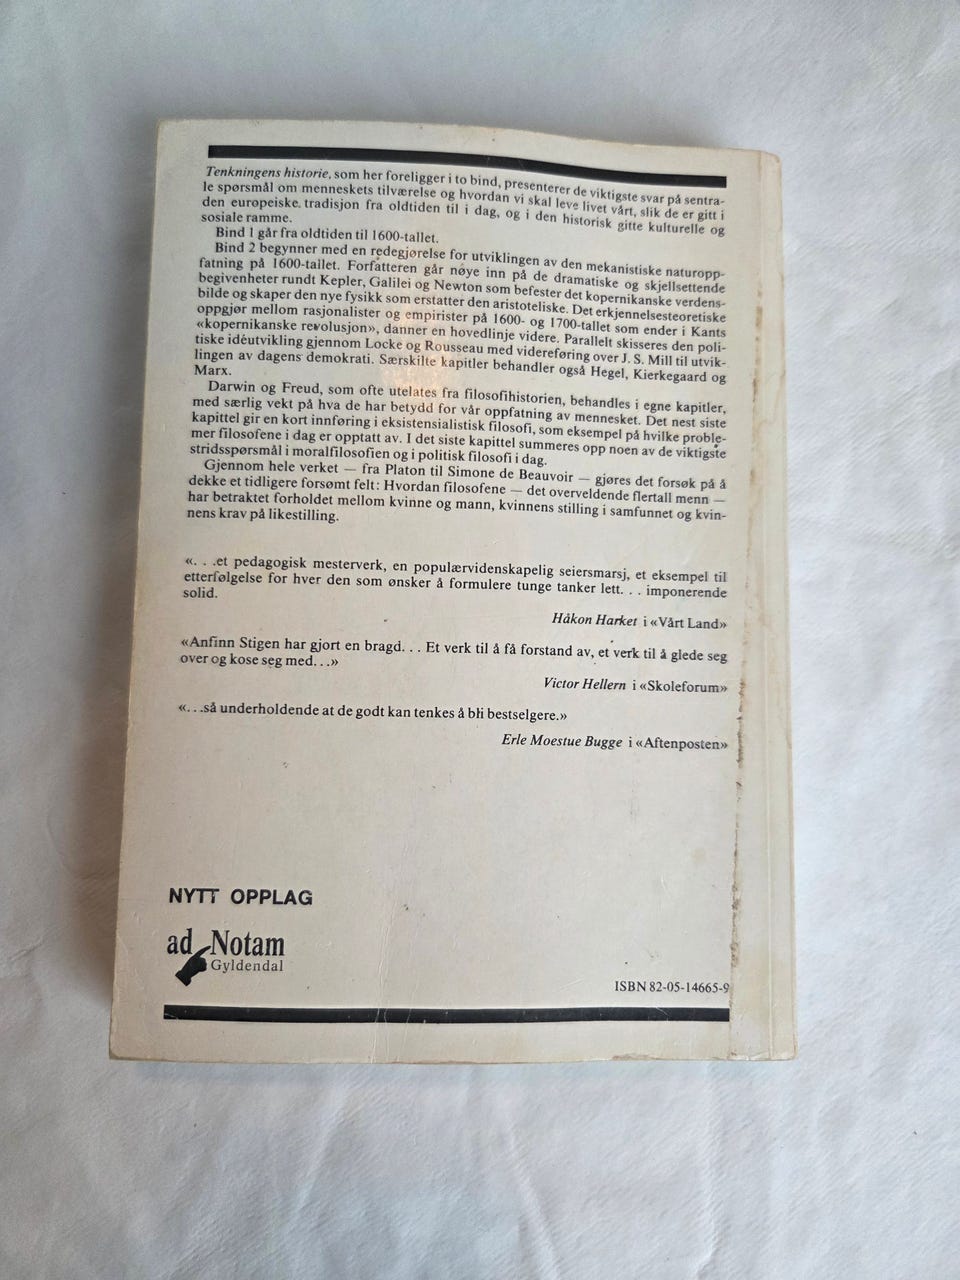 Tenkningens historie, som her foreligger i to bind, presenterer de viktigste svar på sentra-
le spørsmål om menneskets tilværelse og hvordan vi skal leve livet vårt, slik de er gitt i
den europeiske tradisjon fra oldtiden til i dag, og i den historisk gitte kulturelle og
sosiale ramme.
Bind 1 går fra oldtiden til 1600-tallet.
Bind 2 begynner med en redegjørelse for utviklingen av den mekanistiske naturopp-
fatning på 1600-tallet. Forfatteren går nøye inn på de dramatiske og skjellsettende
begivenheter rundt Kepler, Galilei og Newton som befester det kopernikanske verdens-
bilde og skaper den nye fysikk som erstatter den aristoteliske. Det erkjennelsesteoretiske
oppgjør mellom rasjonalister og empirister på 1600- og 1700-tallet som ender i Kants
«kopernikanske revolusjon», danner en hovedlinje videre. Parallelt skisseres den poli-
tiske idéutvikling gjennom Locke og Rousseau med videreføring over J. S. Mill til utvik-
lingen av dagens demokrati. Særskilte kapitler behandler også Hegel, Kierkegaard og
Marx.
Darwin og Freud, som ofte utelates fra filosofihistorien, behandles i egne kapitler,
med særlig vekt på hva de har betydd for vår oppfatning av mennesket. Det nest siste
kapittel gir en kort innføring i eksistensialistisk filosofi, som eksempel på hvilke proble-
mer filosofene i dag er opptatt av. I det siste kapittel summeres opp noen av de viktigste
stridsspørsmål i moralfilosofien og i politisk filosofi i dag.
Gjennom hele verket — fra Platon til Simone de Beauvoir — gjøres det forsøk på å
dekke et tidligere forsømt felt: Hvordan filosofene — det overveldende flertall menn —
har betraktet forholdet mellom kvinne og mann, kvinnens stilling i samfunnet og kvin-
nens krav på likestilling.
«. . .et pedagogisk mesterverk, en populærvidenskapelig seiersmarsj, et eksempel til
etterfølgelse for hver den som ønsker å formulere tunge tanker lett. . . imponerende
solid.
Håkon Harket i «Vårt Land»
«Anfinn Stigen har gjort en bragd. . . Et verk til å få forstand av, et verk til å glede seg
over og kose seg med. . .»
Victor Hellern i «Skoleforum»
«. . .så underholdende at de godt kan tenkes å bli bestselgere.»
Erle Moestue Bugge i «Aftenposten»
NYTT OPPLAG
ad Notam
Gyldendal
ISBN 82-05-14665-9